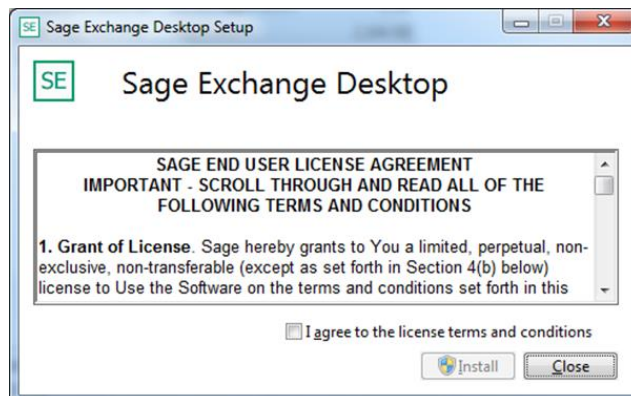 SE Sage Exchange Desktop Setup
SE Sage Exchange Desktop
SAGE END USER LICENSE AGREEMENT
IMPORTANT - SCROLL THROUGH AND READ ALL OF THE
FOLLOWING TERMS AND CONDITIONS
1. Grant of License. Sage hereby grants to You a limited, perpetual, non-
exclusive, non-transferable (except as set forth in Section 4(b) below)
license to Use the Software on the terms and conditions set forth in this
I agree to the license terms and conditions
Install Close